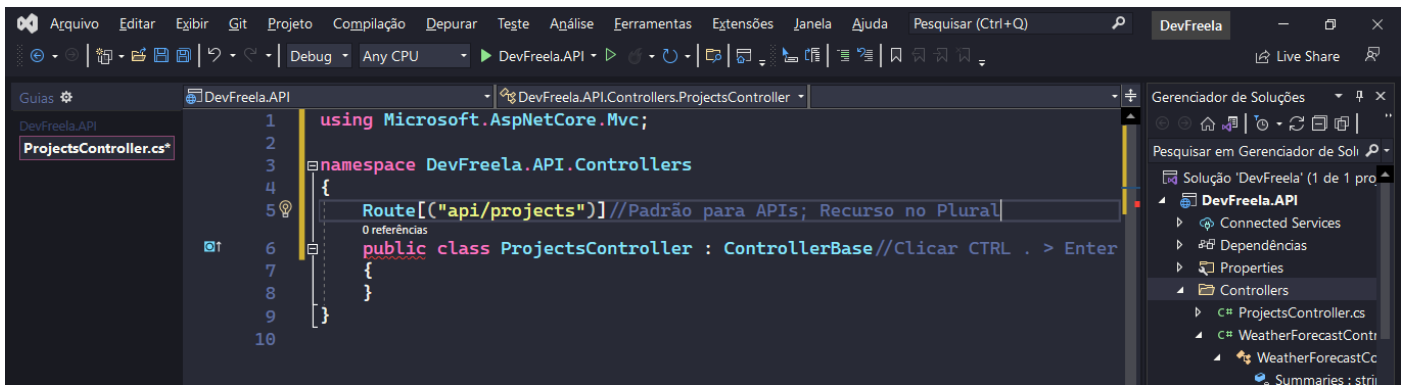 Arquivo Editar Exibir Git Projeto Compilação Depurar Teste Análise Ferramentas Extensões Janela Ajuda Pesquisar (Ctrl+Q) DevFreela
Debug Any CPU DevFreela.API Live Share
Guias DevFreela.API DevFreela.API.Controllers.ProjectsController Gerenciador de Soluções
DevFreela.API
ProjectsController.cs*
1 using Microsoft.AspNetCore.Mvc;
2
3 namespace DevFreela.API.Controllers
4 {
5 Route[("api/projects")]//Padrão para APIs; Recurso no Plural
0 referências
6 public class ProjectsController : ControllerBase//Clicar CTRL . > Enter
7 {
8 }
9 }
10
Pesquisar em Gerenciador de Solu
Solução 'DevFreela' (1 de 1 proj
DevFreela.API
Connected Services
Dependências
Properties
Controllers
C# ProjectsController.cs
C# WeatherForecastContr
WeatherForecastCo
Summaries : stri